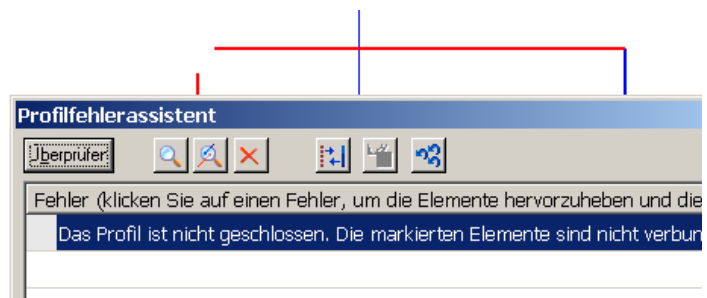 Profilfehlerassistent
Überprüfen
Fehler (klicken Sie auf einen Fehler, um die Elemente hervorzuheben und die
Das Profil ist nicht geschlossen. Die markierten Elemente sind nicht verbun